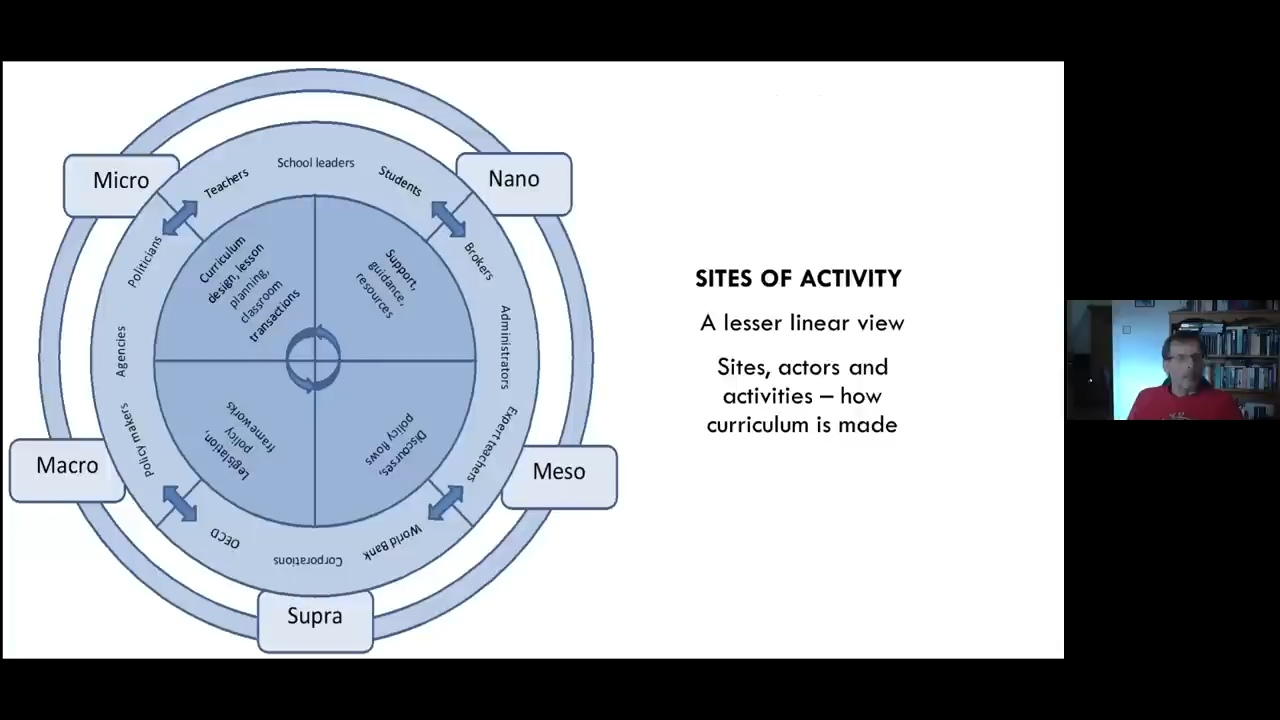 Micro
Nano
Macro
Meso
Supra
School leaders
Teachers
Students
Politicians
Brokers
Agencies
Administrators
Policy makers
Expert teachers
OECD
Corporations
World Bank
Curriculum
design, lesson
planning,
classroom
transactions
Support,
guidance,
resources
Legislation,
policy
frameworks
Discourses,
policy flows
SITES OF ACTIVITY
A lesser linear view
Sites, actors and
activities – how
curriculum is made